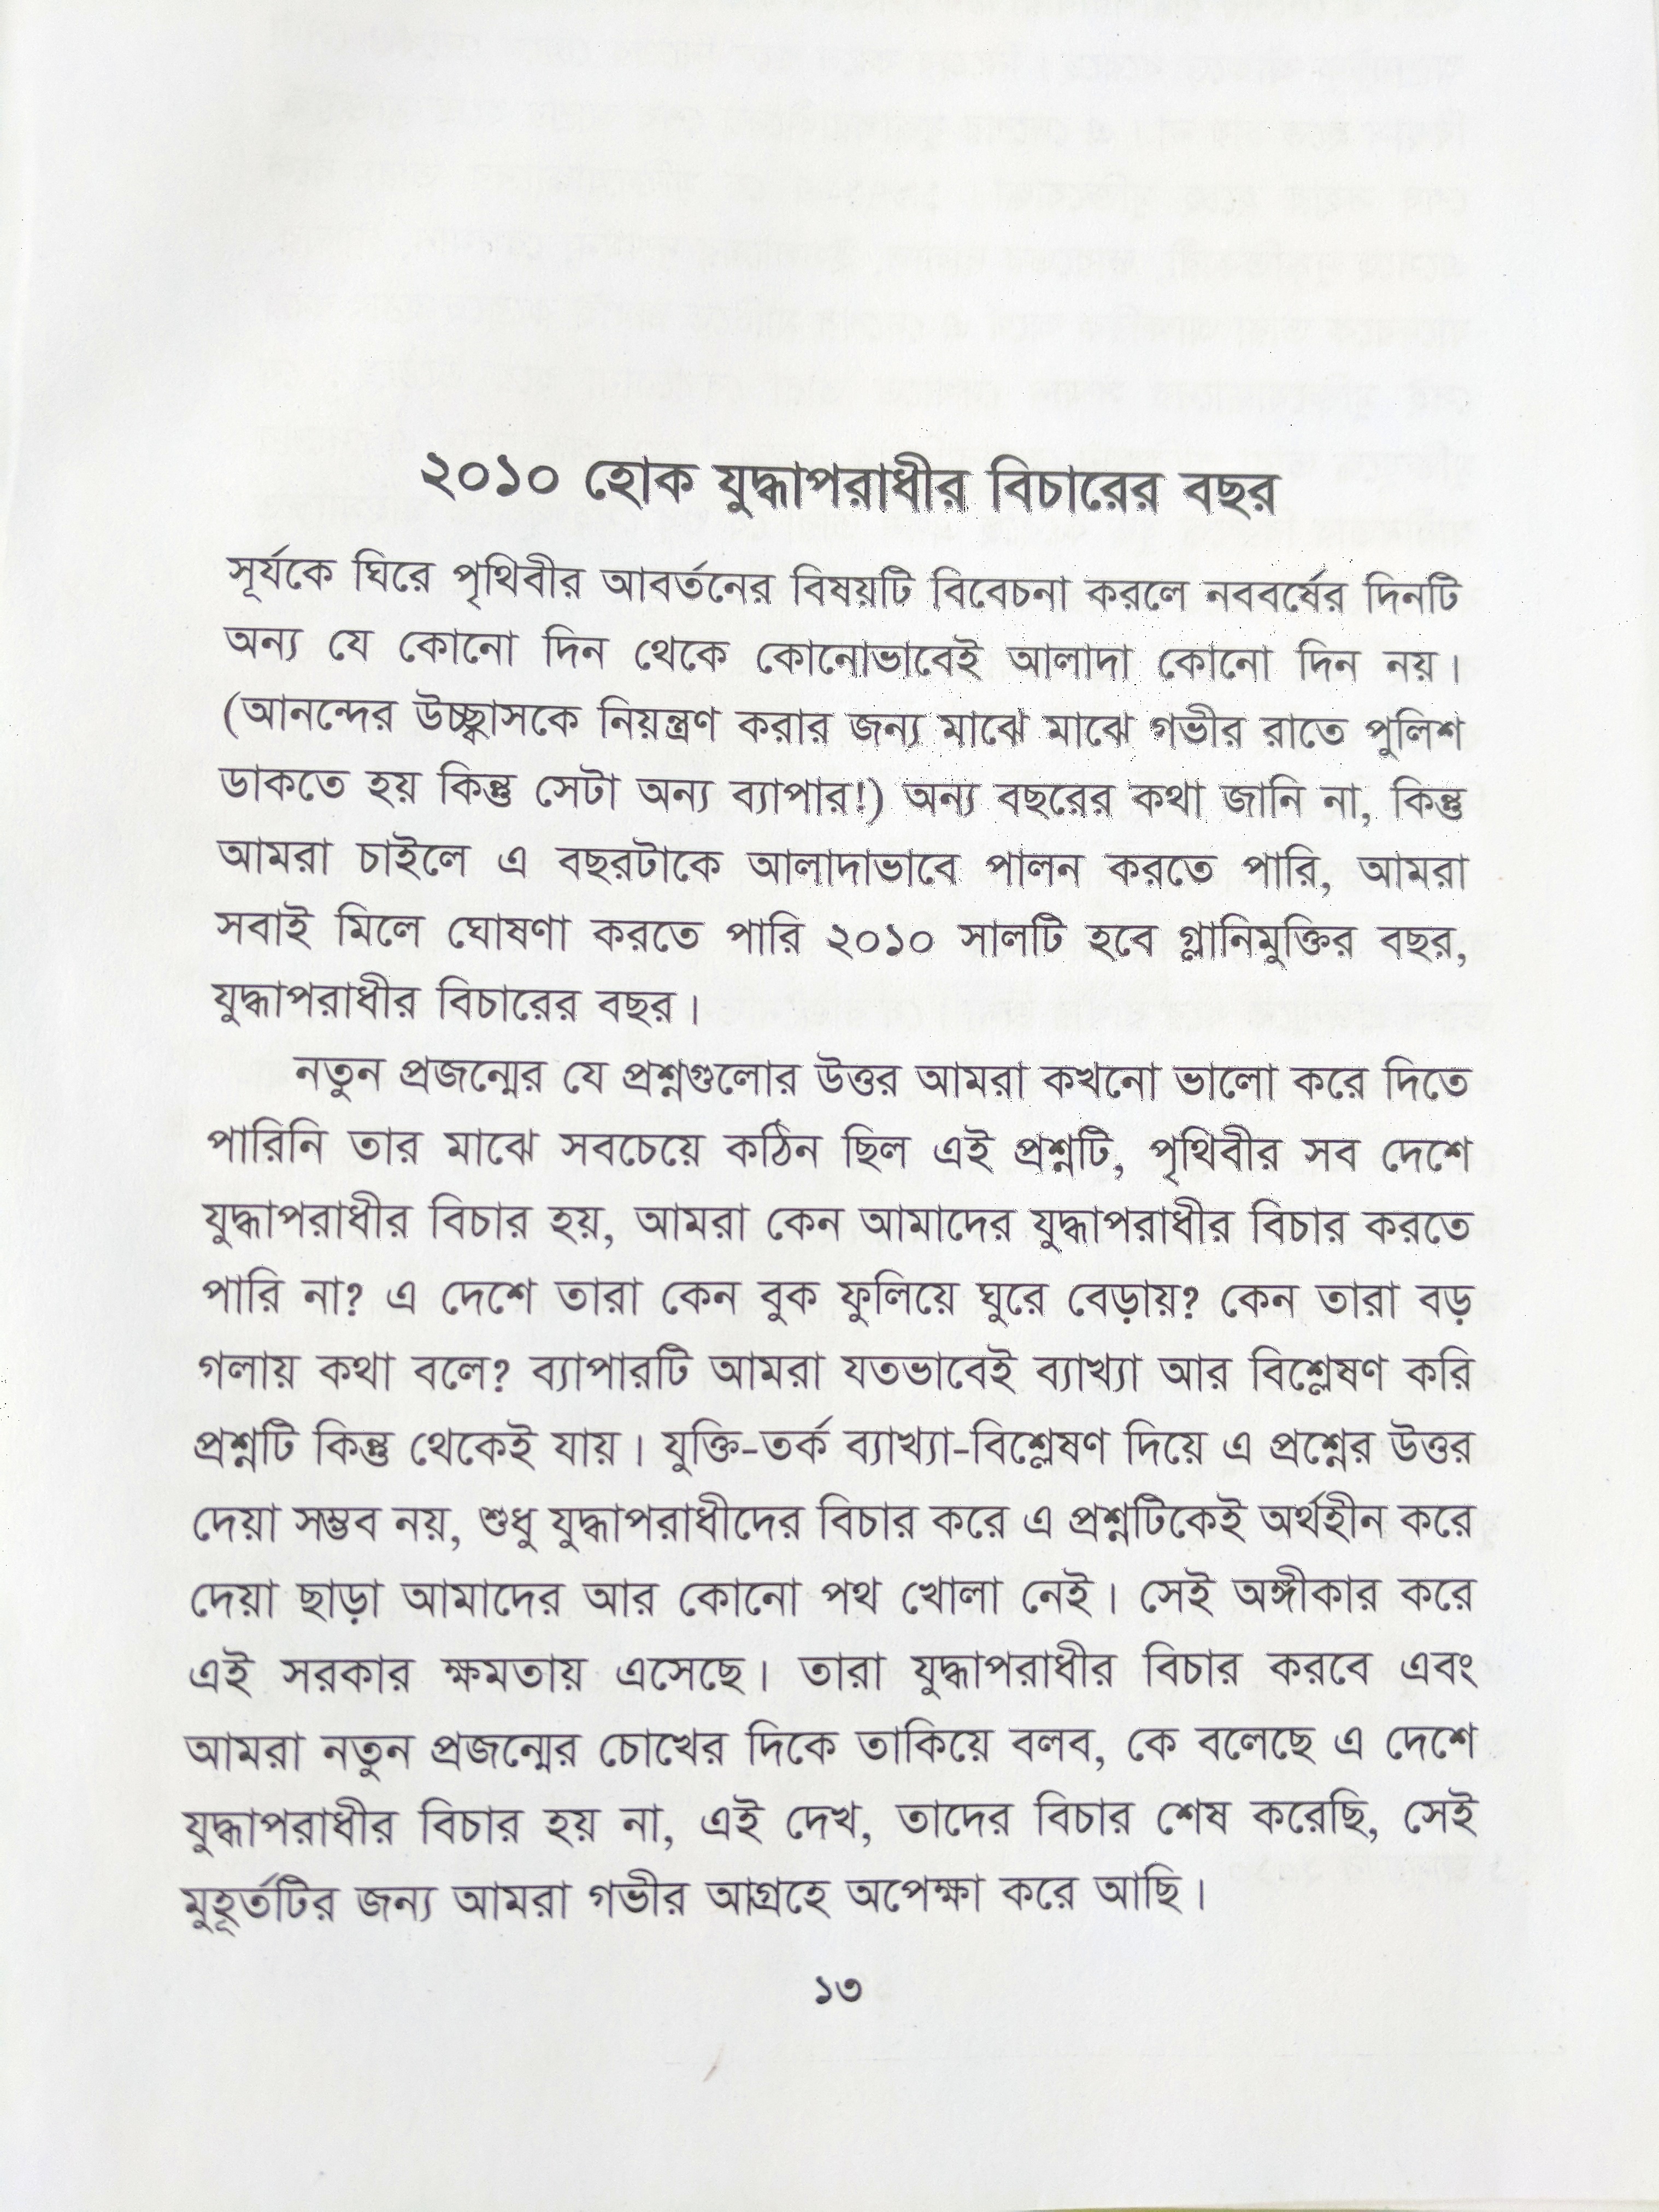 ২০১০ হোক যুদ্ধাপরাধীর বিচারের বছর
সূর্যকে ঘিরে পৃথিবীর আবর্তনের বিষয়টি বিবেচনা করলে নববর্ষের দিনটি
অন্য যে কোনো দিন থেকে কোনোভাবেই আলাদা কোনো দিন নয়।
(আনন্দের উচ্ছ্বাসকে নিয়ন্ত্রণ করার জন্য মাঝে মাঝে গভীর রাতে পুলিশ
ডাকতে হয় কিন্তু সেটা অন্য ব্যাপার!) অন্য বছরের কথা জানি না, কিন্তু
আমরা চাইলে এ বছরটাকে আলাদাভাবে পালন করতে পারি, আমরা
সবাই মিলে ঘোষণা করতে পারি ২০১০ সালটি হবে গ্লানিমুক্তির বছর,
যুদ্ধাপরাধীর বিচারের বছর।
নতুন প্রজন্মের যে প্রশ্নগুলোর উত্তর আমরা কখনো ভালো করে দিতে
পারিনি তার মাঝে সবচেয়ে কঠিন ছিল এই প্রশ্নটি, পৃথিবীর সব দেশে
যুদ্ধাপরাধীর বিচার হয়, আমরা কেন আমাদের যুদ্ধাপরাধীর বিচার করতে
পারি না? এ দেশে তারা কেন বুক ফুলিয়ে ঘুরে বেড়ায়? কেন তারা বড়
গলায় কথা বলে? ব্যাপারটি আমরা যতভাবেই ব্যাখ্যা আর বিশ্লেষণ করি
প্রশ্নটি কিন্তু থেকেই যায়। যুক্তি-তর্ক ব্যাখ্যা-বিশ্লেষণ দিয়ে এ প্রশ্নের উত্তর
দেয়া সম্ভব নয়, শুধু যুদ্ধাপরাধীদের বিচার করে এ প্রশ্নটিকেই অর্থহীন করে
দেয়া ছাড়া আমাদের আর কোনো পথ খোলা নেই। সেই অঙ্গীকার করে
এই সরকার ক্ষমতায় এসেছে। তারা যুদ্ধাপরাধীর বিচার করবে এবং
আমরা নতুন প্রজন্মের চোখের দিকে তাকিয়ে বলব, কে বলেছে এ দেশে
যুদ্ধাপরাধীর বিচার হয় না, এই দেখ, তাদের বিচার শেষ করেছি, সেই
মুহূর্তটির জন্য আমরা গভীর আগ্রহে অপেক্ষা করে আছি।
১৩